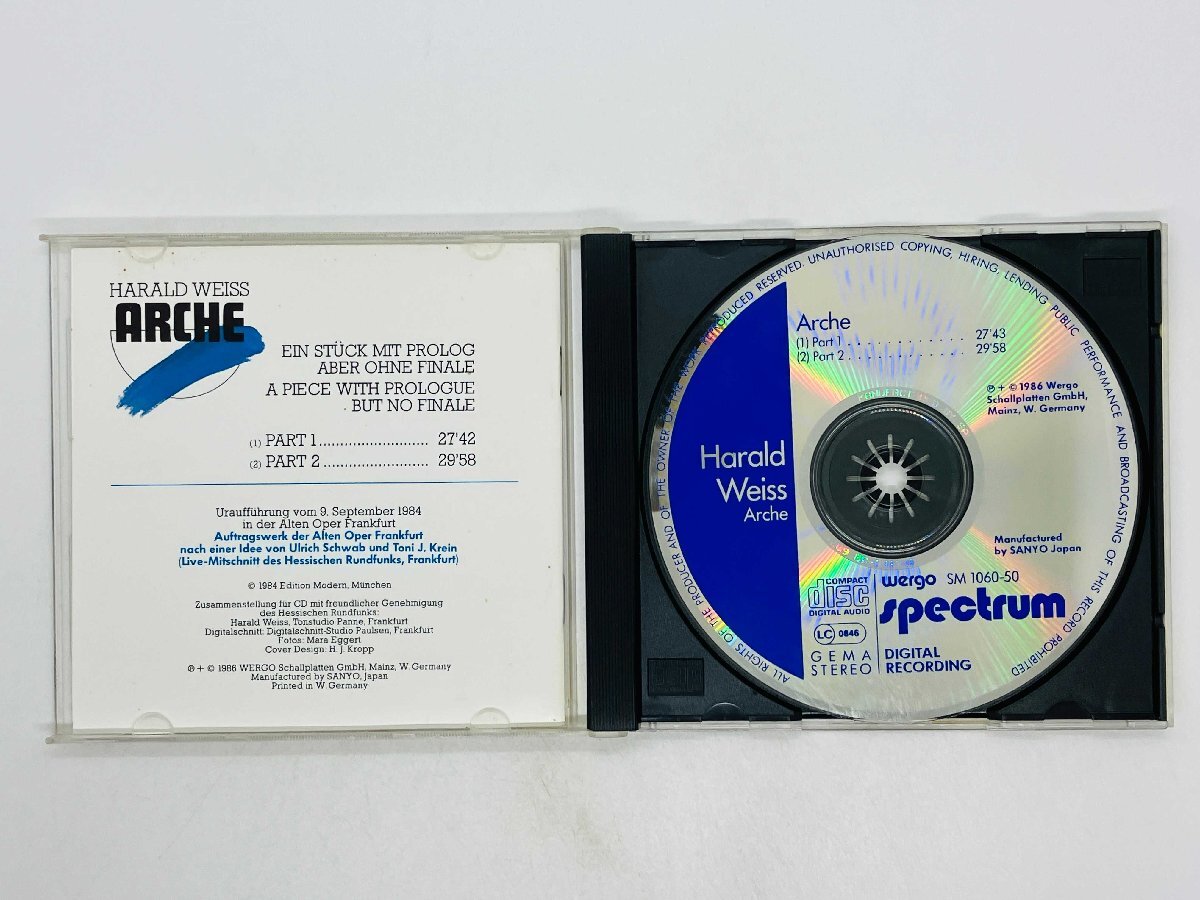 HARALD WEISS
ARCHE
EIN STÜCK MIT PROLOG
ABER OHNE FINALE
A PIECE WITH PROLOGUE
BUT NO FINALE
(1) PART 1.......................... 27'42
(2) PART 2......................... 29'58
Uraufführung vom 9. September 1984
in der Alten Oper Frankfurt
Auftragswerk der Alten Oper Frankfurt
nach einer Idee von Ulrich Schwab und Toni J. Krein
(Live-Mitschnitt des Hessischen Rundfunks, Frankfurt)
© 1984 Edition Modern, München
Zusammenstellung für CD mit freundlicher Genehmigung
des Hessischen Rundfunks:
Harald Weiss, Tonstudio Panne, Frankfurt
Digitalschnitt: Digitalschnitt-Studio Paulsen, Frankfurt
Fotos: Mara Eggert
Cover Design: H. J. Kropp
℗ + © 1986 WERGO Schallplatten GmbH, Mainz, W. Germany
Manufactured by SANYO, Japan
Printed in W. Germany
ALL RIGHTS OF THE PRODUCER AND OF THE OWNER OF THE WORK REPRODUCED RESERVED. UNAUTHORISED COPYING, HIRING, LENDING PUBLIC PERFORMANCE AND BROADCASTING OF THIS RECORD PROHIBITED
Arche
(1) Part 1 . . . . . . . . . . . . 27'43
(2) Part 2 . . . . . . . . . . . . 29'58
℗ + © 1986 Wergo
Schallplatten GmbH,
Mainz, W. Germany
Harald
Weiss
Arche
Manufactured
by SANYO Japan
COMPACT
disc
DIGITAL AUDIO
LC 0846
GEMA
STEREO
wergo SM 1060-50
spectrum
DIGITAL
RECORDING